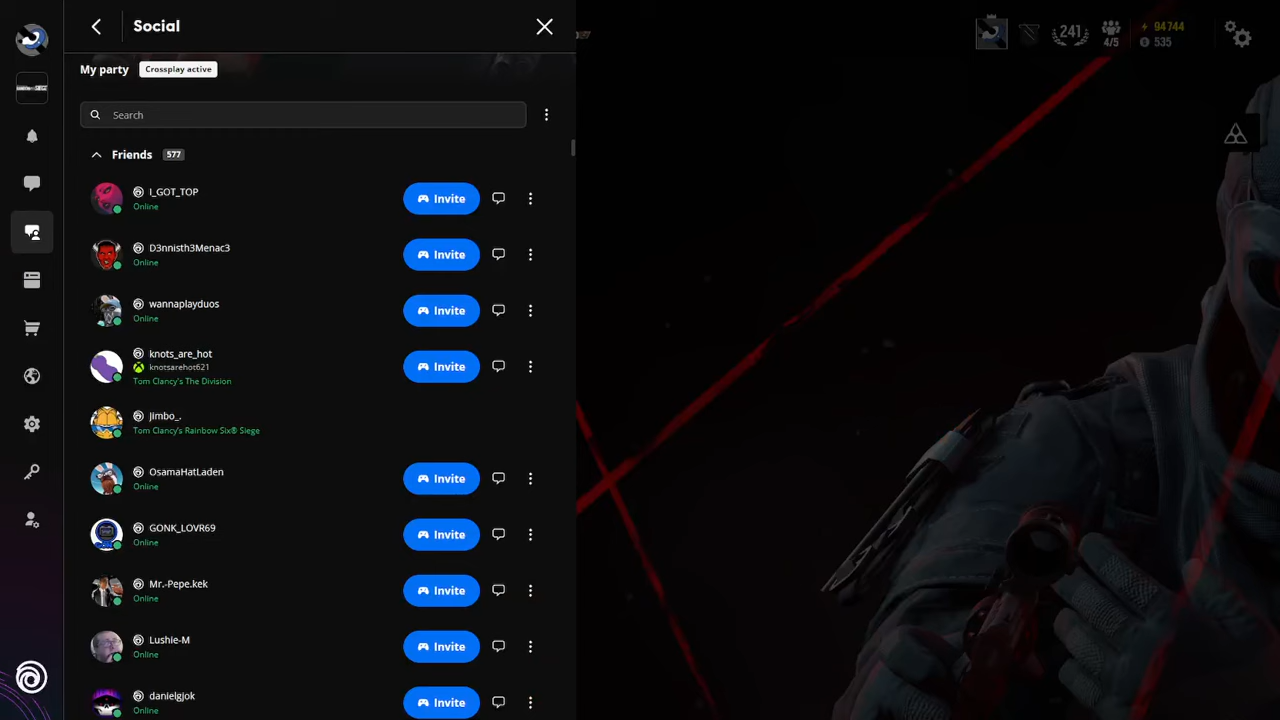 Social
241
4/5
94 744
535
My party
Crossplay active
Search
Friends 577
I_GOT_TOP
Online
Invite
D3nnisth3Menac3
Online
Invite
wannaplayduos
Online
Invite
knots_are_hot
knotsarehot621
Tom Clancy's The Division
Invite
Jimbo_.
Tom Clancy's Rainbow Six® Siege
OsamaHatLaden
Online
Invite
GONK_LOVR69
Online
Invite
Mr.-Pepe.kek
Online
Invite
Lushie-M
Online
Invite
danielgjok
Online
Invite